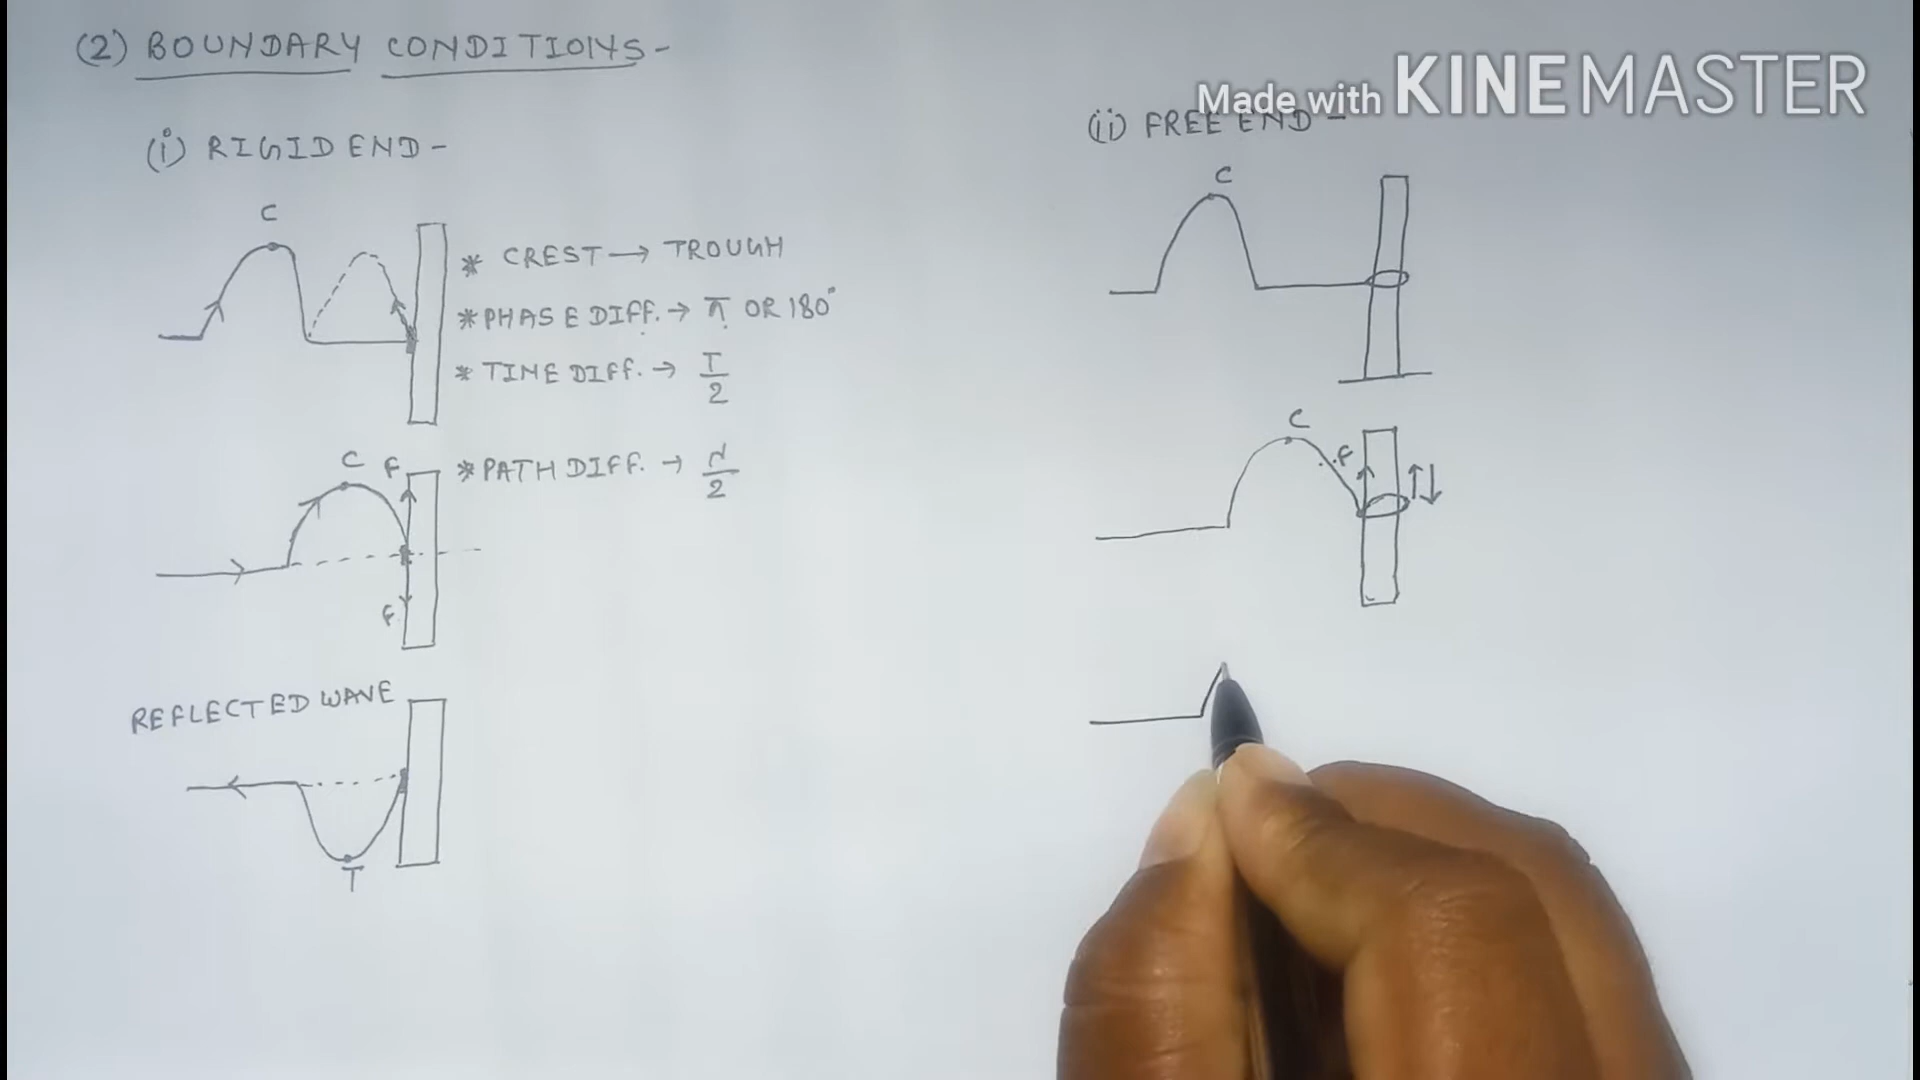 (2) BOUNDARY CONDITIONS -
Made with KINEMASTER
(i) RIGID END -
(ii) FREE END -
C
C
* CREST → TROUGH
* PHASE DIFF. → π OR 180°
* TIME DIFF. → T/2
C
F
* PATH DIFF. → λ/2
C
F
↑↓
F
REFLECTED WAVE
T